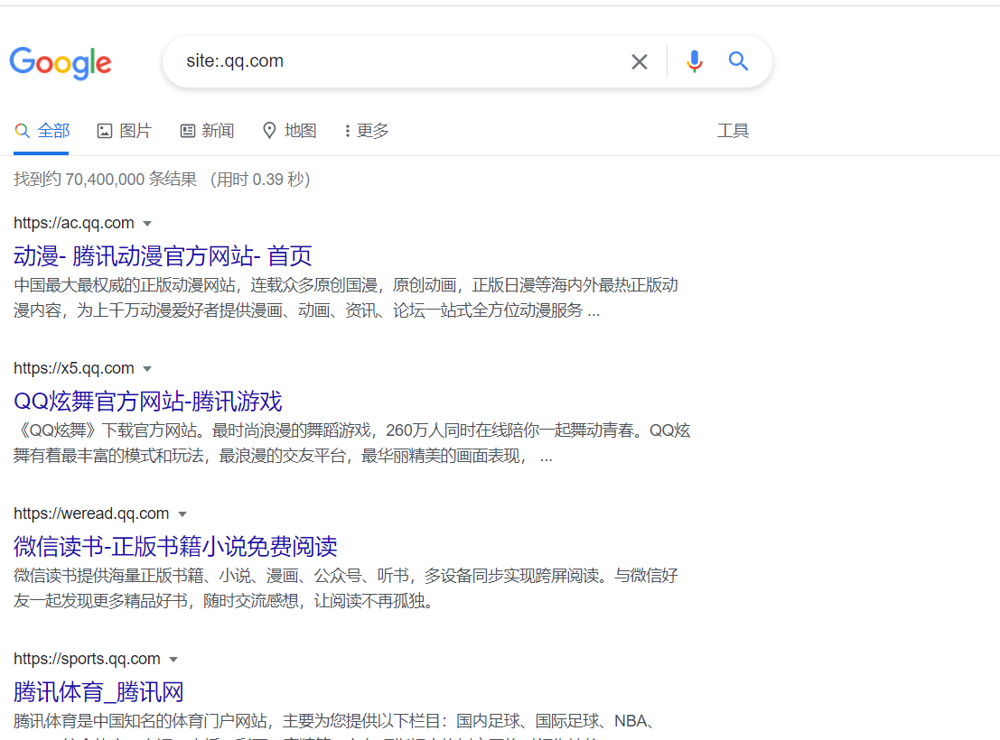 Google
site:.qq.com
全部 图片 新闻 地图 更多 工具
找到约 70,400,000 条结果 （用时 0.39 秒）
https://ac.qq.com
动漫- 腾讯动漫官方网站- 首页
中国最大最权威的正版动漫网站，连载众多原创国漫，原创动画，正版日漫等海内外最热正版动
漫内容，为上千万动漫爱好者提供漫画、动画、资讯、论坛一站式全方位动漫服务 ...
https://x5.qq.com
QQ炫舞官方网站-腾讯游戏
《QQ炫舞》下载官方网站。最时尚浪漫的舞蹈游戏，260万人同时在线陪你一起舞动青春。QQ炫
舞有着最丰富的模式和玩法，最浪漫的交友平台，最华丽精美的画面表现， ...
https://weread.qq.com
微信读书-正版书籍小说免费阅读
微信读书提供海量正版书籍、小说、漫画、公众号、听书，多设备同步实现跨屏阅读。与微信好
友一起发现更多精品好书，随时交流感想，让阅读不再孤独。
https://sports.qq.com
腾讯体育_腾讯网
腾讯体育是中国知名的体育门户网站，主要为您提供以下栏目：国内足球、国际足球、NBA、